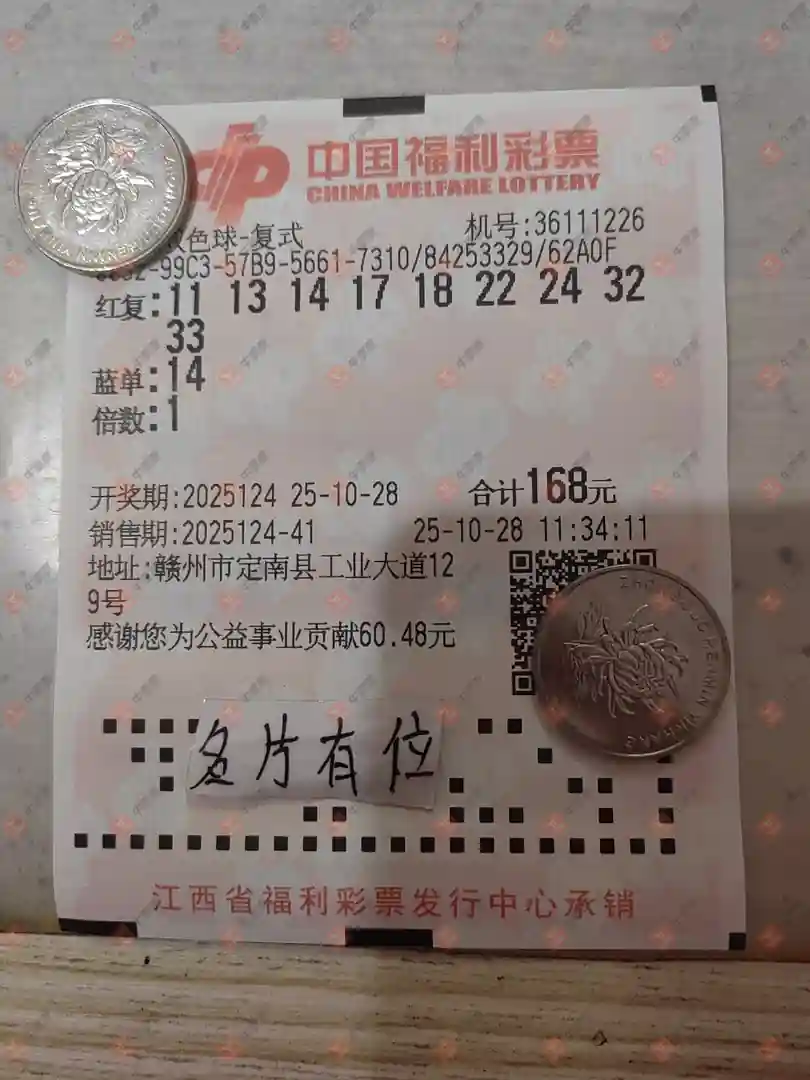 中国福利彩票
CHINA WELFARE LOTTERY
色球-复式 机号:36111226
-99C3-57B9-5661-7310/84253329/62A0F
红复:11 13 14 17 18 22 24 32
33
蓝单:14
倍数:1
开奖期:2025124 25-10-28 合计168元
销售期:2025124-41 25-10-28 11:34:11
地址:赣州市定南县工业大道12
9号
感谢您为公益事业贡献60.48元
名片有位
江西省福利彩票发行中心承销